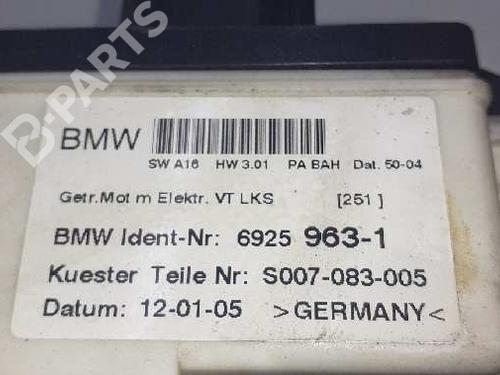 B-PARTS
BMW
SW A16 HW 3.01 PA BAH Dat. 50-04
Getr.Mot m Elektr. VT LKS [251]
BMW Ident-Nr: 6925 963-1
Kuester Teile Nr: S007-083-005
Datum: 12-01-05 >GERMANY<